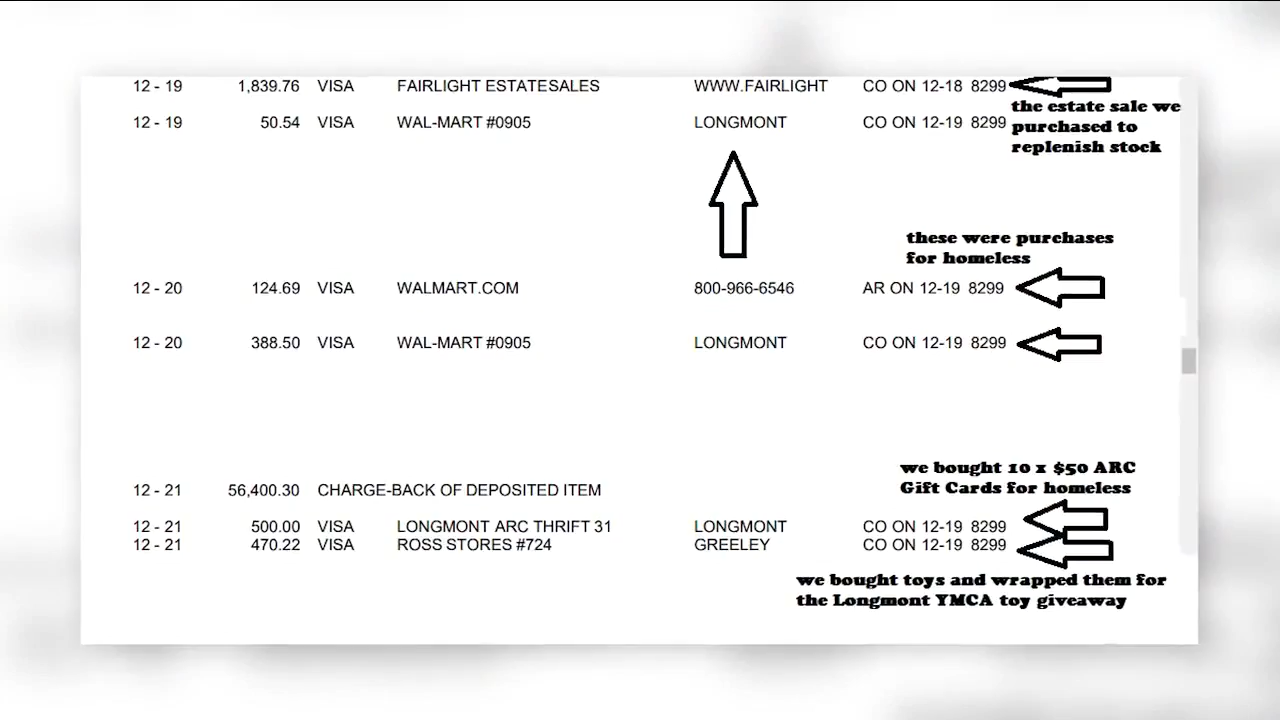 12 - 19 1,839.76 VISA FAIRLIGHT ESTATESALES WWW.FAIRLIGHT CO ON 12-18 8299
the estate sale we
purchased to
replenish stock
12 - 19 50.54 VISA WAL-MART #0905 LONGMONT CO ON 12-19 8299
these were purchases
for homeless
12 - 20 124.69 VISA WALMART.COM 800-966-6546 AR ON 12-19 8299
12 - 20 388.50 VISA WAL-MART #0905 LONGMONT CO ON 12-19 8299
we bought 10 x $50 ARC
Gift Cards for homeless
12 - 21 56,400.30 CHARGE-BACK OF DEPOSITED ITEM
12 - 21 500.00 VISA LONGMONT ARC THRIFT 31 LONGMONT CO ON 12-19 8299
12 - 21 470.22 VISA ROSS STORES #724 GREELEY CO ON 12-19 8299
we bought toys and wrapped them for
the Longmont YMCA toy giveaway